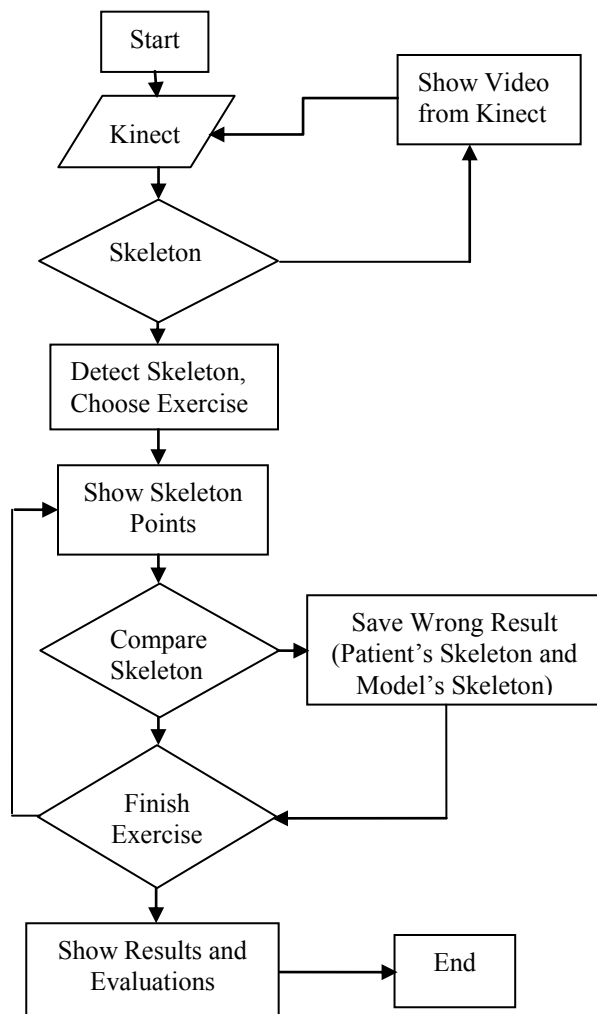 Start
Show Video
from Kinect
Kinect
Skeleton
Detect Skeleton,
Choose Exercise
Show Skeleton
Points
Compare
Skeleton
Save Wrong Result
(Patient’s Skeleton and
Model’s Skeleton)
Finish
Exercise
Show Results and
Evaluations
End